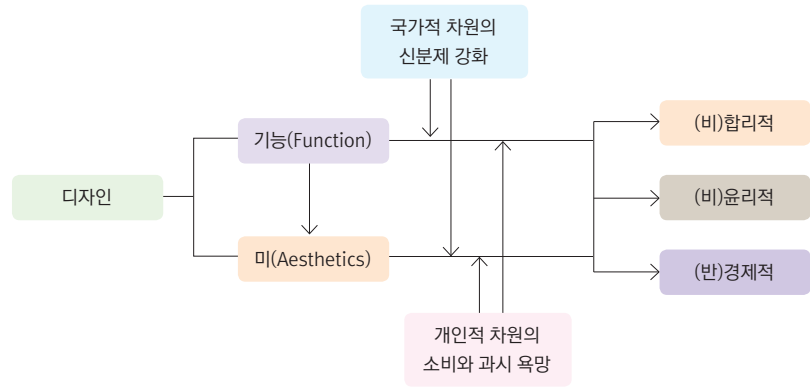 국가적 차원의
신분제 강화
기능(Function)
(비)합리적
디자인
(비)윤리적
미(Aesthetics)
(반)경제적
개인적 차원의
소비와 과시 욕망